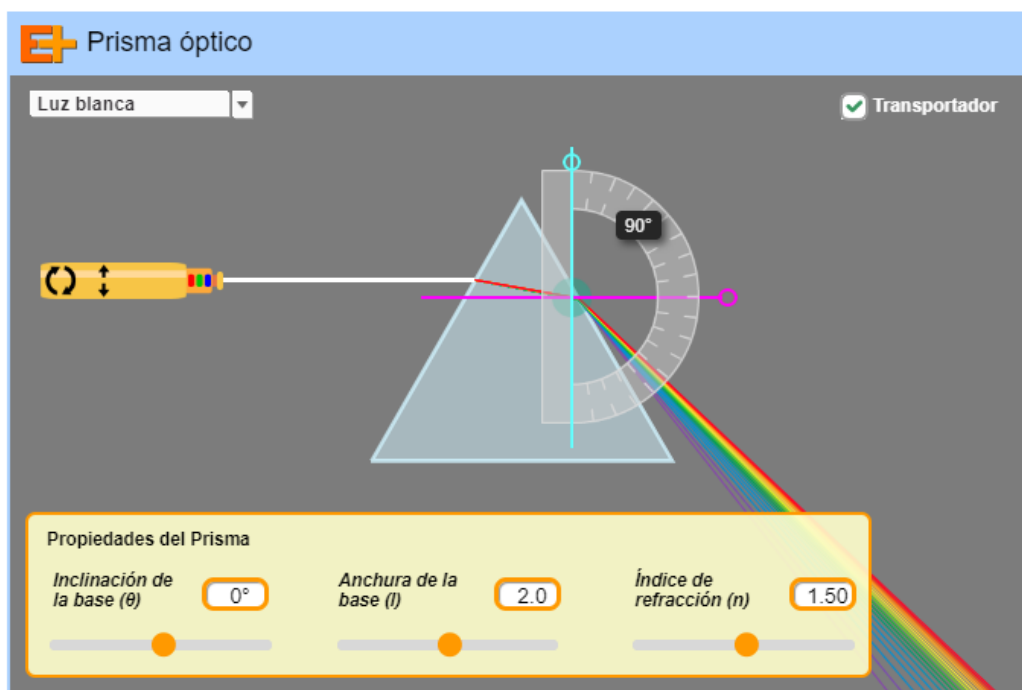 E+ Prisma óptico
Luz blanca
Transportador
90°
Propiedades del Prisma
Inclinación de
la base (θ)
0°
Anchura de la
base (l)
2.0
Índice de
refracción (n)
1.50